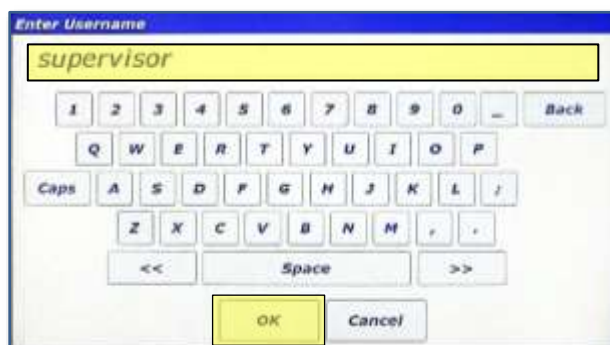 Enter Username
supervisor
1 2 3 4 5 6 7 8 9 0 _ Back
Q W E R T Y U I O P
Caps A S D F G H J K L ;
Z X C V B N M , .
<< Space >>
OK Cancel